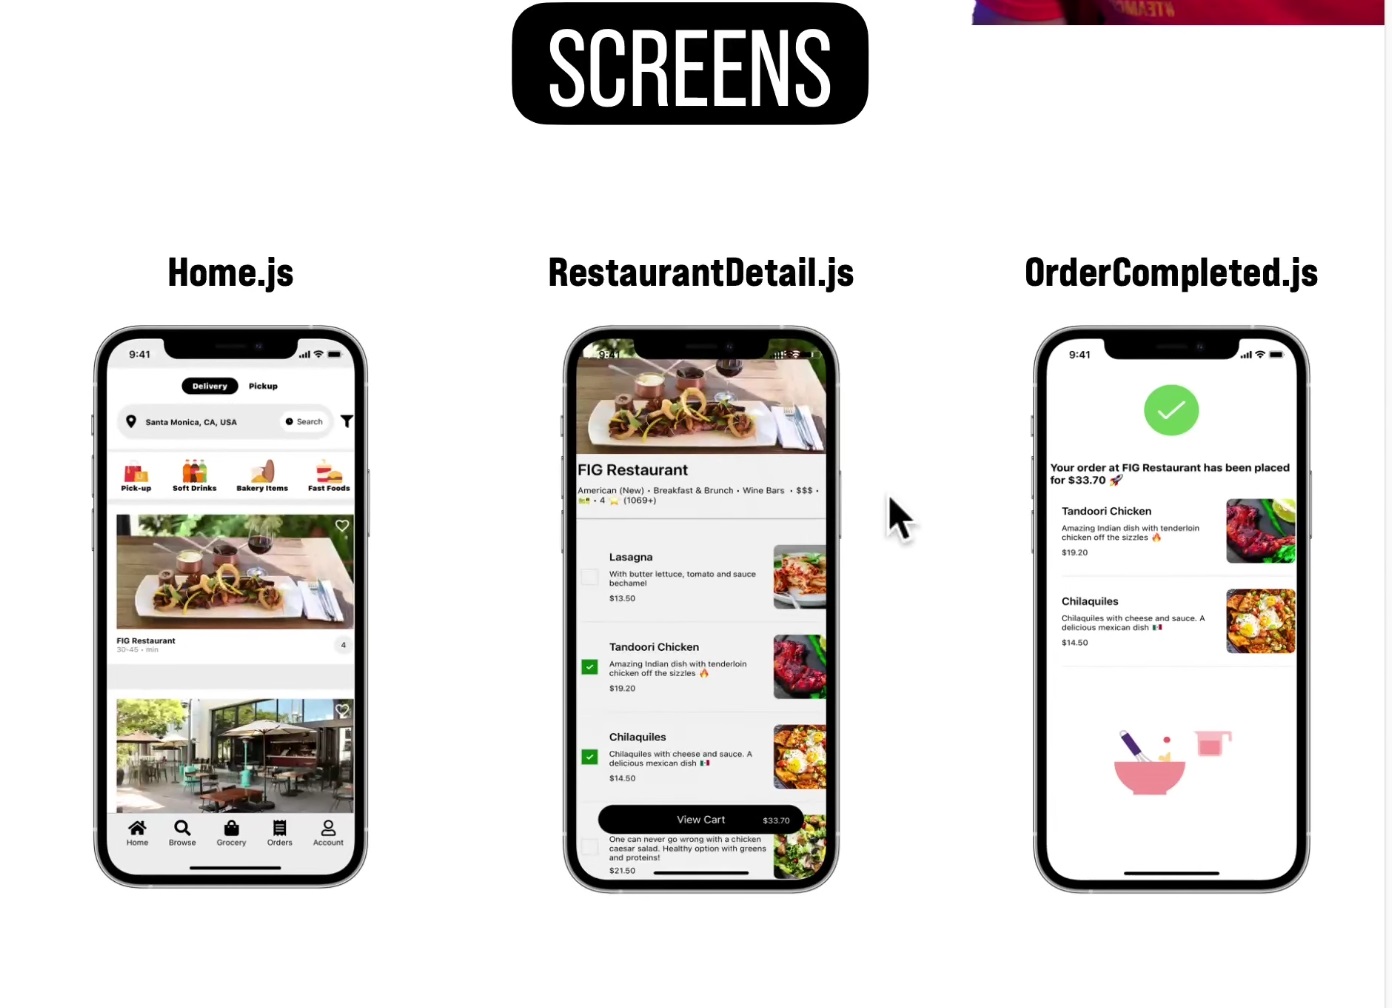 SCREENS
Home.js
9:41
Delivery
Pickup
Santa Monica, CA, USA
Search
Pick-up
Soft Drinks
Bakery Items
Fast Foods
FIG Restaurant
30-45 • min
4
Home
Browse
Grocery
Orders
Account
RestaurantDetail.js
9:41
FIG Restaurant
American (New) • Breakfast & Brunch • Wine Bars • $$$ •
🎫 • 4 ⭐ (1069+)
Lasagna
With butter lettuce, tomato and sauce
bechamel
$13.50
Tandoori Chicken
Amazing Indian dish with tenderloin
chicken off the sizzles 🔥
$19.20
Chilaquiles
Chilaquiles with cheese and sauce. A
delicious mexican dish 🇲🇽
$14.50
View Cart $33.70
One can never go wrong with a chicken
caesar salad. Healthy option with greens
and proteins!
$21.50
OrderCompleted.js
9:41
Your order at FIG Restaurant has been placed
for $33.70 🚀
Tandoori Chicken
Amazing Indian dish with tenderloin
chicken off the sizzles 🔥
$19.20
Chilaquiles
Chilaquiles with cheese and sauce. A
delicious mexican dish 🇲🇽
$14.50